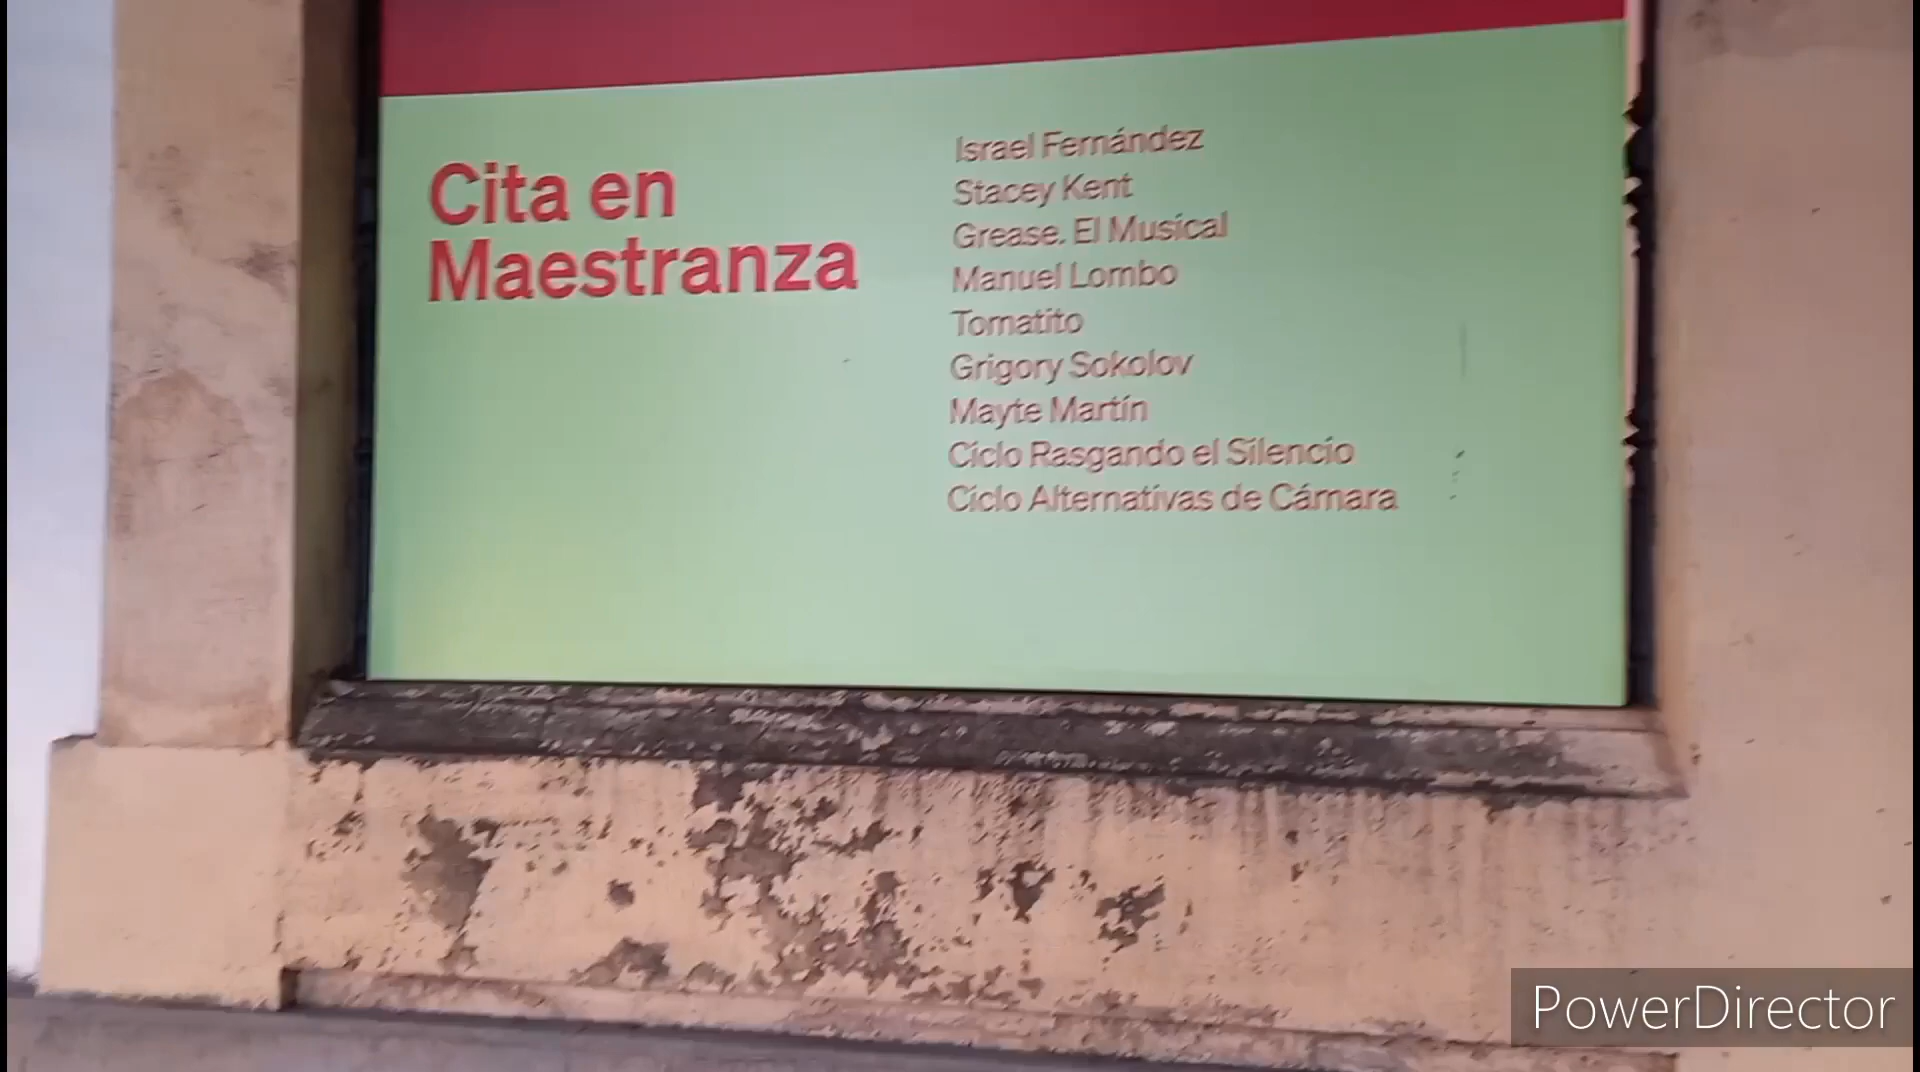 Cita en
Maestranza
Israel Fernández
Stacey Kent
Grease. El Musical
Manuel Lombo
Tomatito
Grigory Sokolov
Mayte Martín
Ciclo Rasgando el Silencio
Ciclo Alternativas de Cámara
PowerDirector